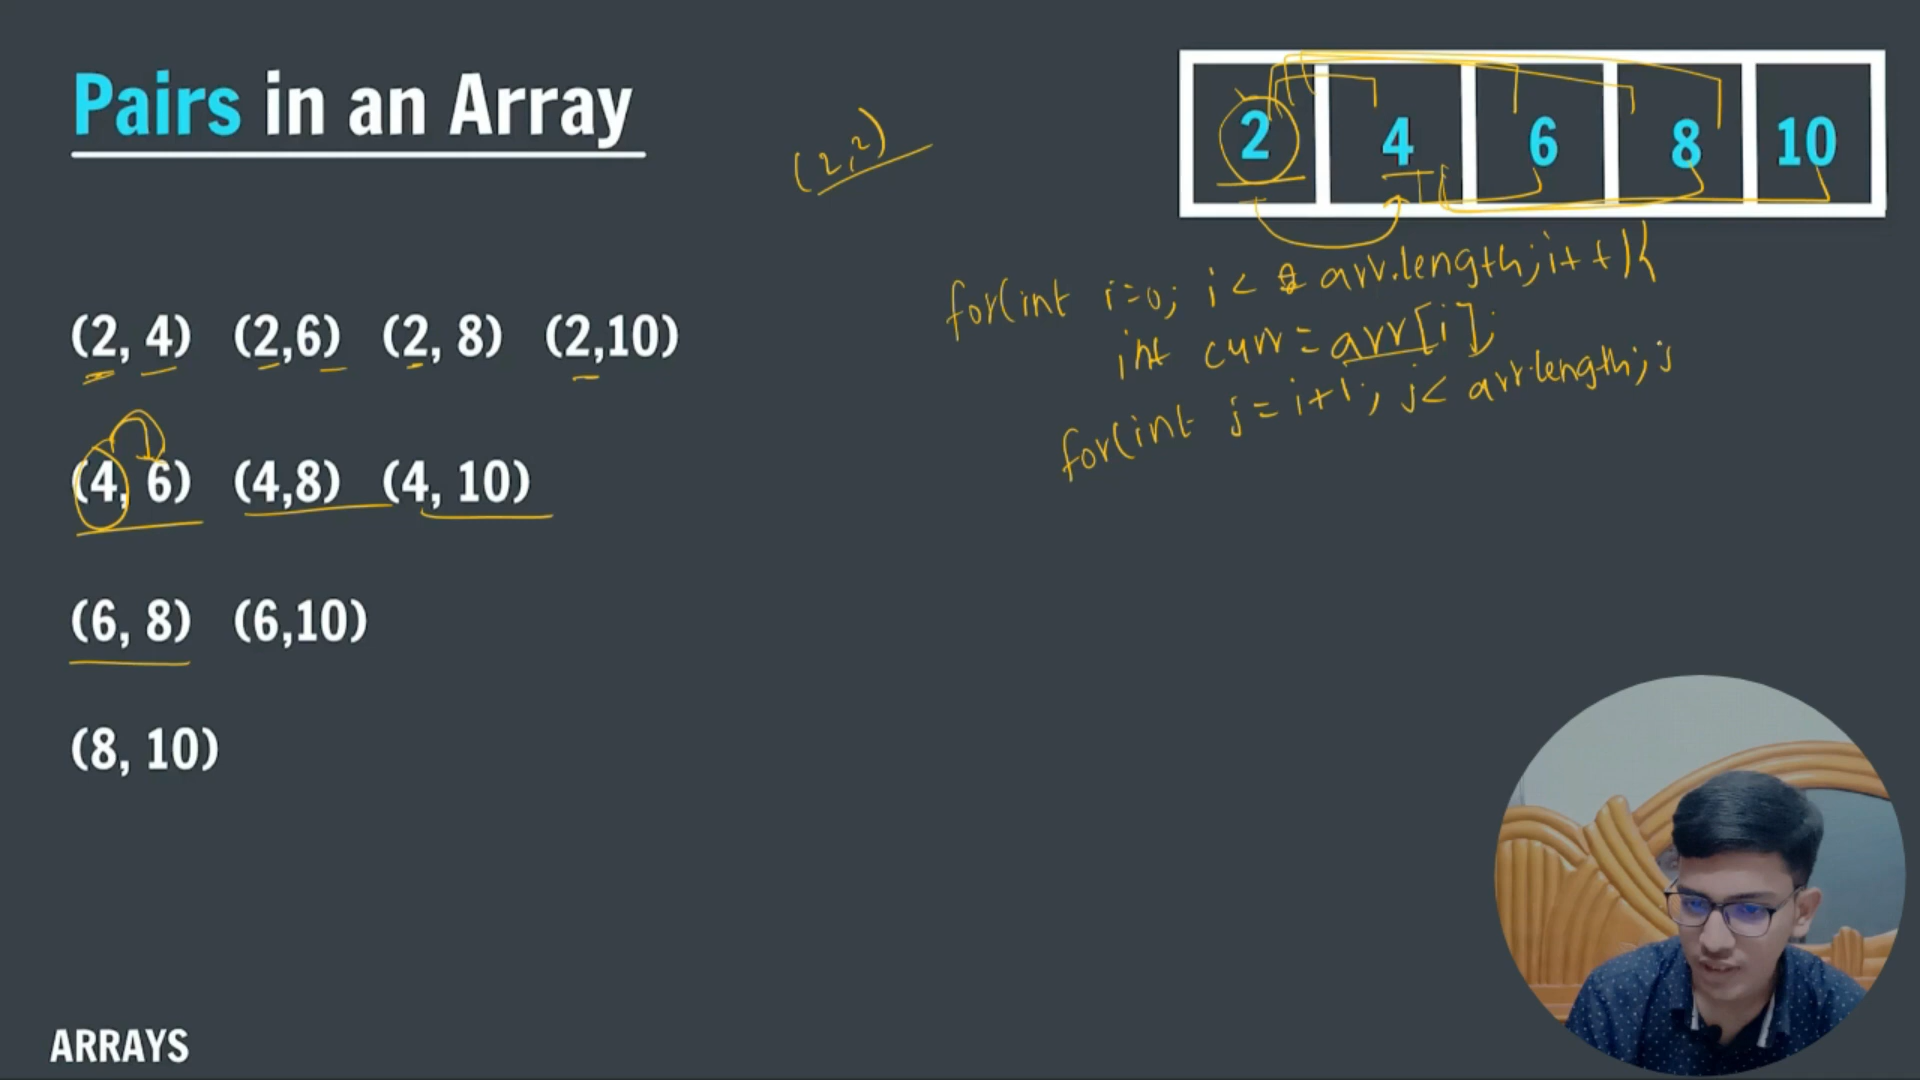 Pairs in an Array
2 4 6 8 10
(2,2)
for(int i=0; i< arr.length;i++){
int curr=arr[i];
for(int j=i+1; j< arr.length; j
(2, 4) (2,6) (2, 8) (2,10)
(4, 6) (4,8) (4, 10)
(6, 8) (6,10)
(8, 10)
ARRAYS